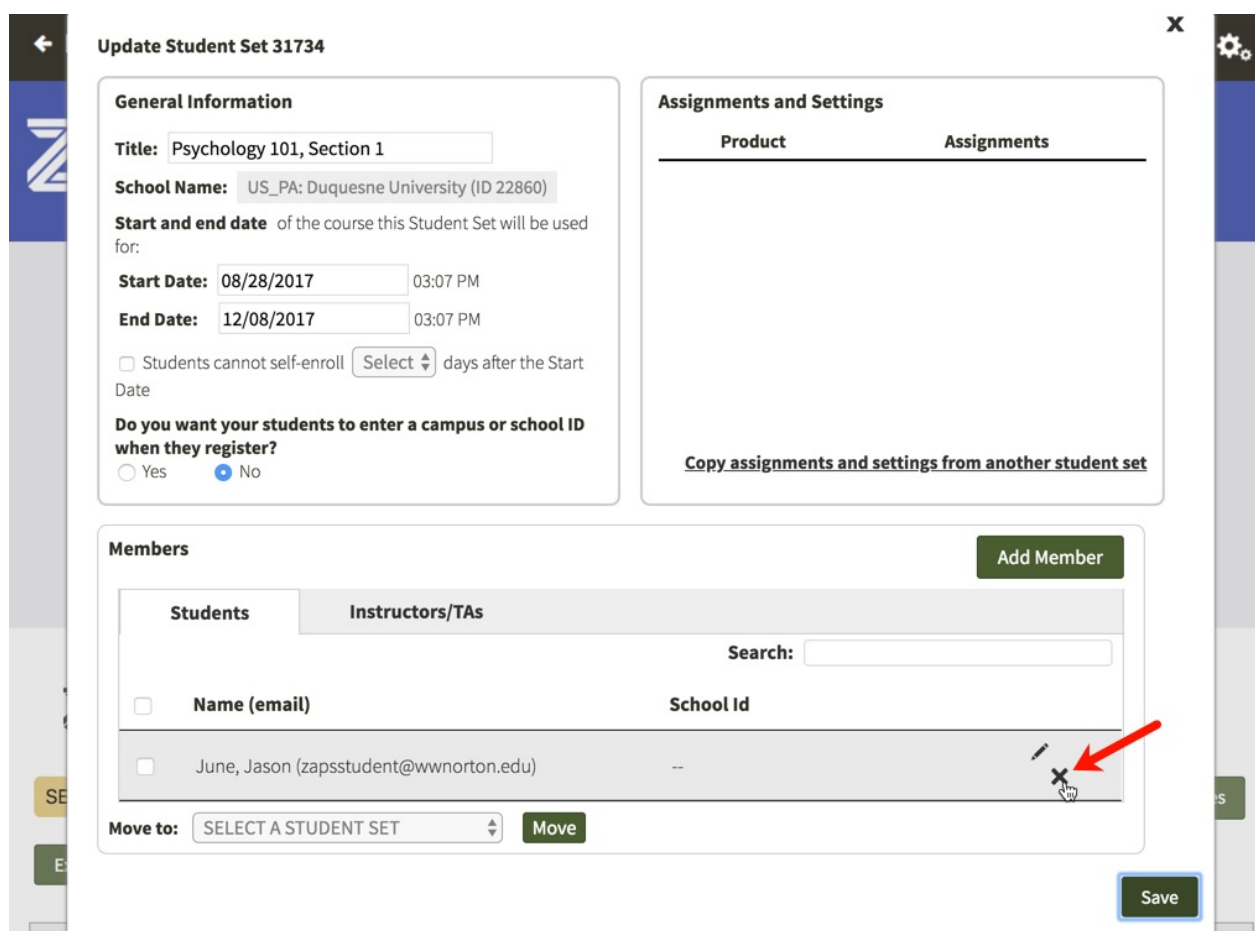 X
Update Student Set 31734
General Information
Title: Psychology 101, Section 1
School Name: US_PA: Duquesne University (ID 22860)
Start and end date of the course this Student Set will be used
for:
Start Date: 08/28/2017 03:07 PM
End Date: 12/08/2017 03:07 PM
Students cannot self-enroll Select days after the Start
Date
Do you want your students to enter a campus or school ID
when they register?
Yes No
Assignments and Settings
Product Assignments
Copy assignments and settings from another student set
Members
Add Member
Students Instructors/TAs
Search:
Name (email) School Id
June, Jason (zapsstudent@wwnorton.edu) --
Move to: SELECT A STUDENT SET Move
Save